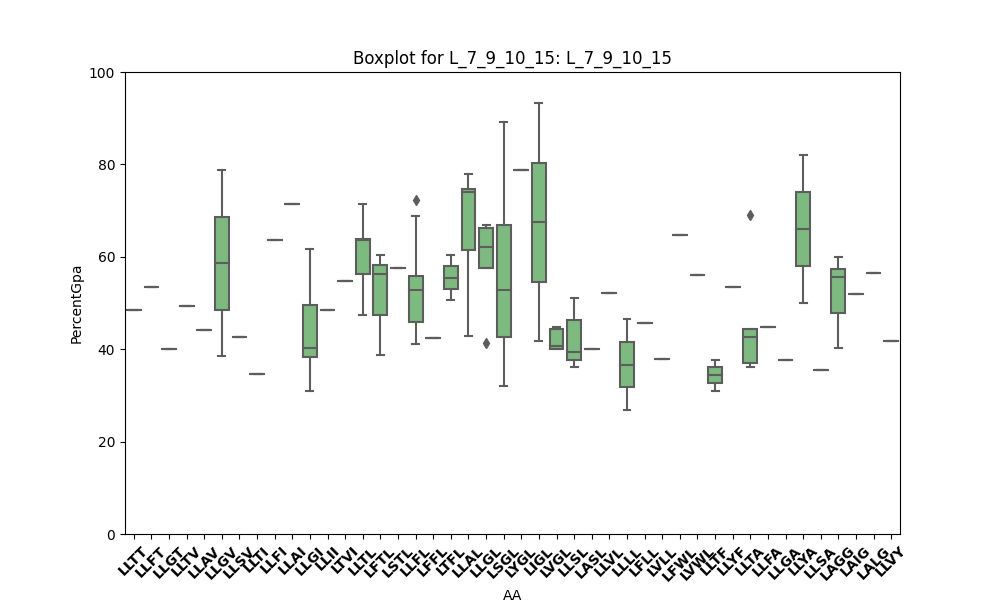 Boxplot for L_7_9_10_15: L_7_9_10_15
100
80
60
40
20
0
PercentGpa
LLTT LLFT LLGT LLTV LLAV LLGV LLSV LLTI LLFI LLAI LLGI LLII LTVI LLTL LFTL LSTL LLFL LFFL LTFL LLAL LLGL LSGL LYGL LIGL LVGL LLSL LASL LLVL LLLL LFLL LVLL LFWL LVWL LLTF LLYF LLTA LLFA LLGA LLYA LLSA LAGG LAIG LALG LLVY
AA